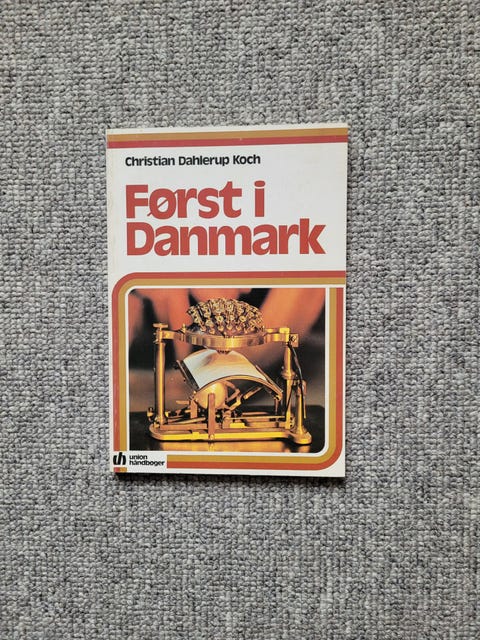 Christian Dahlerup Koch
Først i
Danmark
uh union
håndbøger